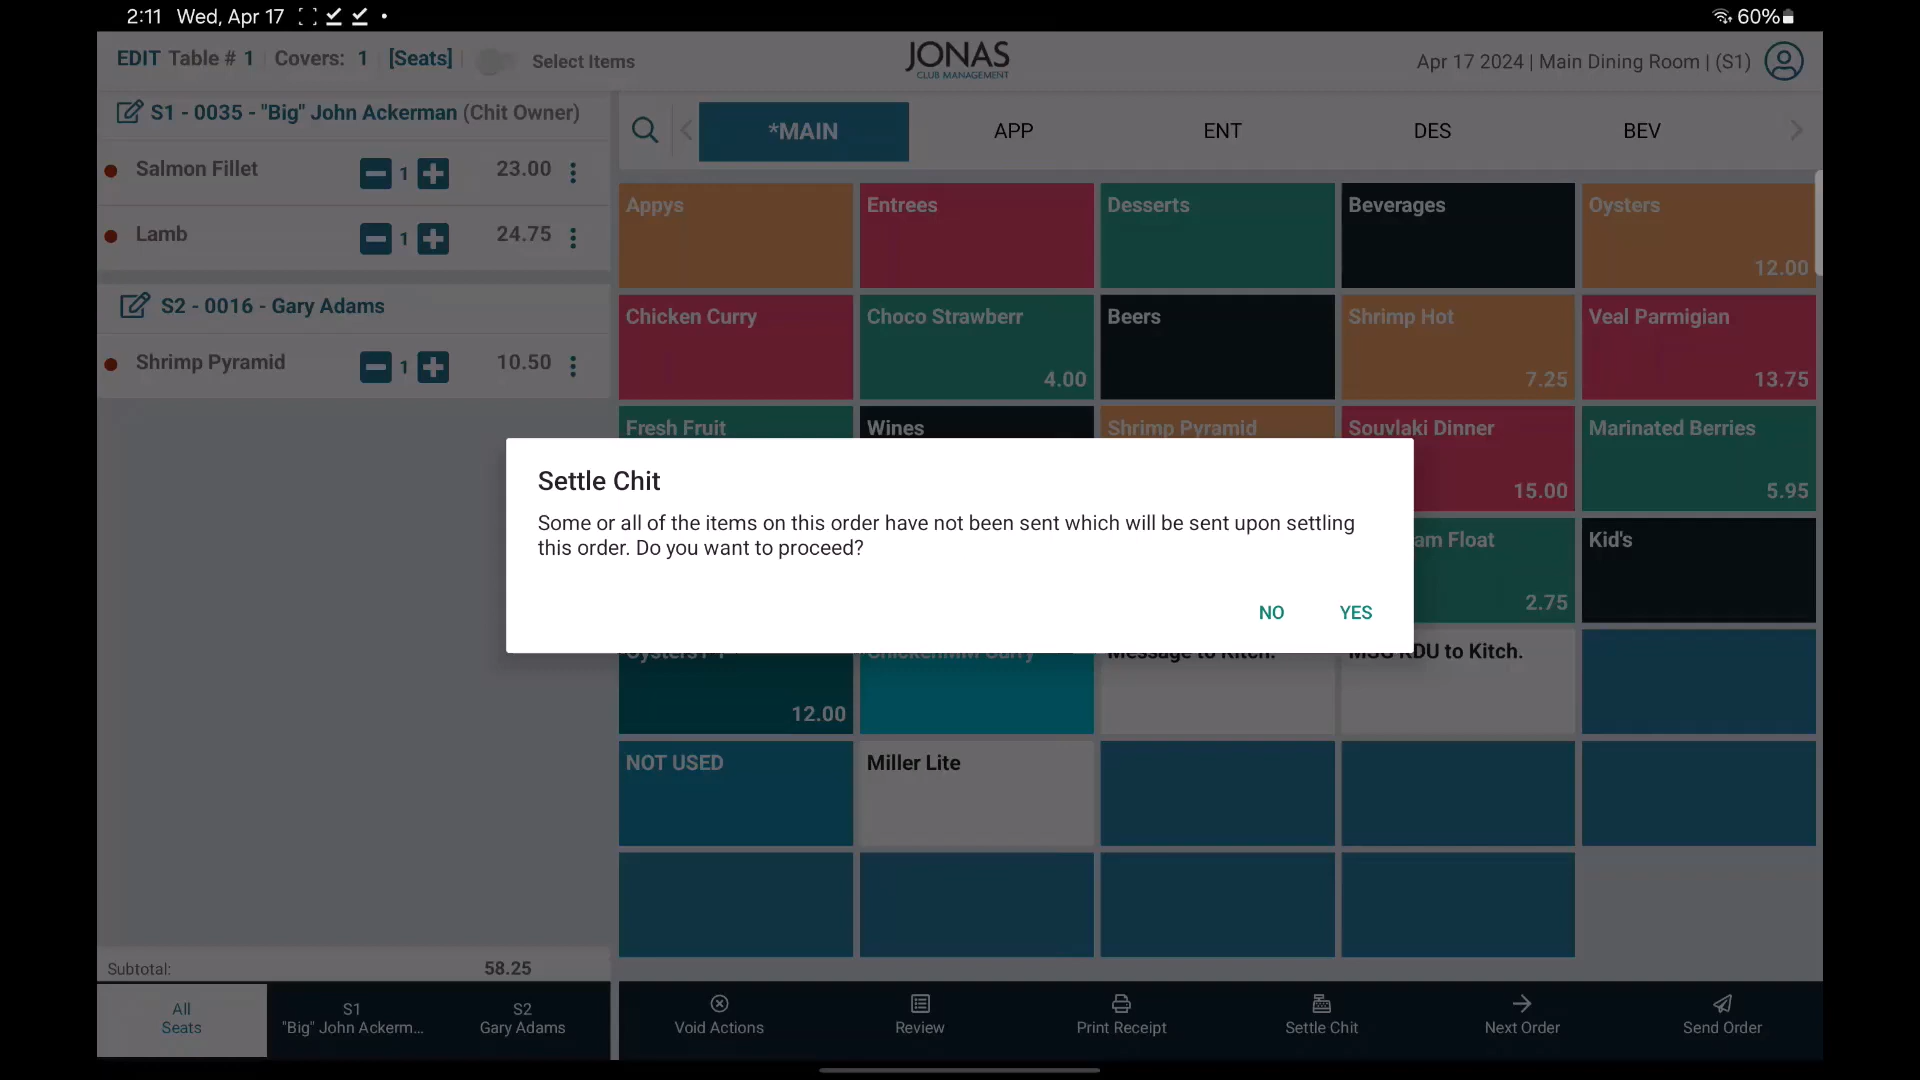 2:11 Wed, Apr 17
60%
EDIT Table # 1 Covers: 1 [Seats] Select Items
JONAS
CLUB MANAGEMENT
Apr 17 2024 | Main Dining Room | (S1)
S1 - 0035 - "Big" John Ackerman (Chit Owner)
Salmon Fillet 1 23.00
Lamb 1 24.75
S2 - 0016 - Gary Adams
Shrimp Pyramid 1 10.50
*MAIN APP ENT DES BEV
Appys Entrees Desserts Beverages Oysters
12.00
Chicken Curry Choco Strawberr Beers Shrimp Hot Veal Parmigian
4.00 7.25 13.75
Fresh Fruit Wines Shrimp Pyramid Souvlaki Dinner Marinated Berries
15.00 5.95
Settle Chit
Some or all of the items on this order have not been sent which will be sent upon settling
this order. Do you want to proceed?
NO YES
am Float Kid's
2.75
Message to Kitch. KDU to Kitch.
12.00
NOT USED Miller Lite
Subtotal: 58.25
All
Seats
S1
"Big" John Ackerm...
S2
Gary Adams
Void Actions Review Print Receipt Settle Chit Next Order Send Order